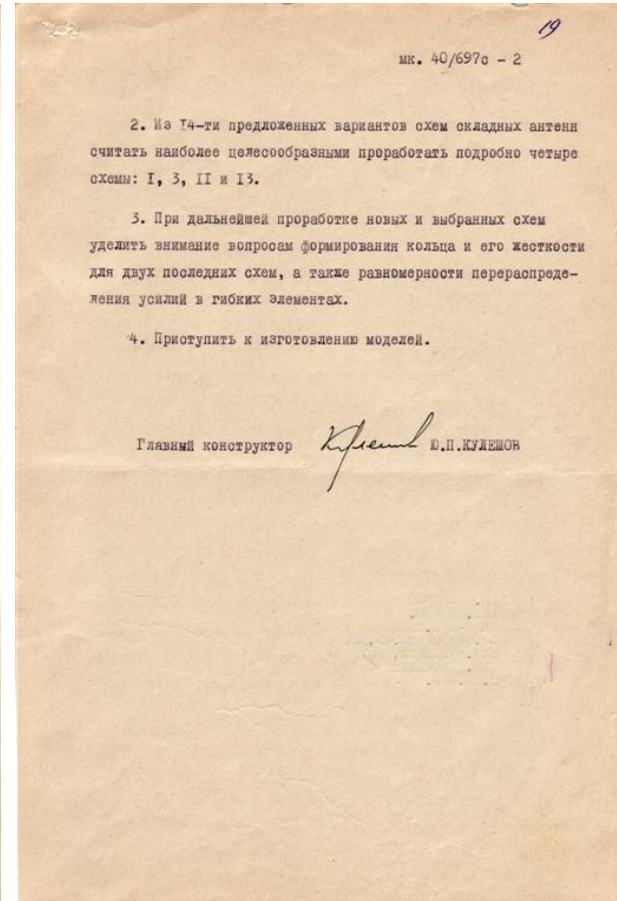 19
мк. 40/697с - 2
2. Из I4-ти предложенных вариантов схем складных антенн
считать наиболее целесообразными проработать подробно четыре
схемы: I, 3, II и I3.
3. При дальнейшей проработке новых и выбранных схем
уделить внимание вопросам формирования кольца и его жесткости
для двух последних схем, а также равномерности перераспреде-
ления усилий в гибких элементах.
4. Приступить к изготовлению моделей.
Главный конструктор Ю.П.КУЛЕШОВ